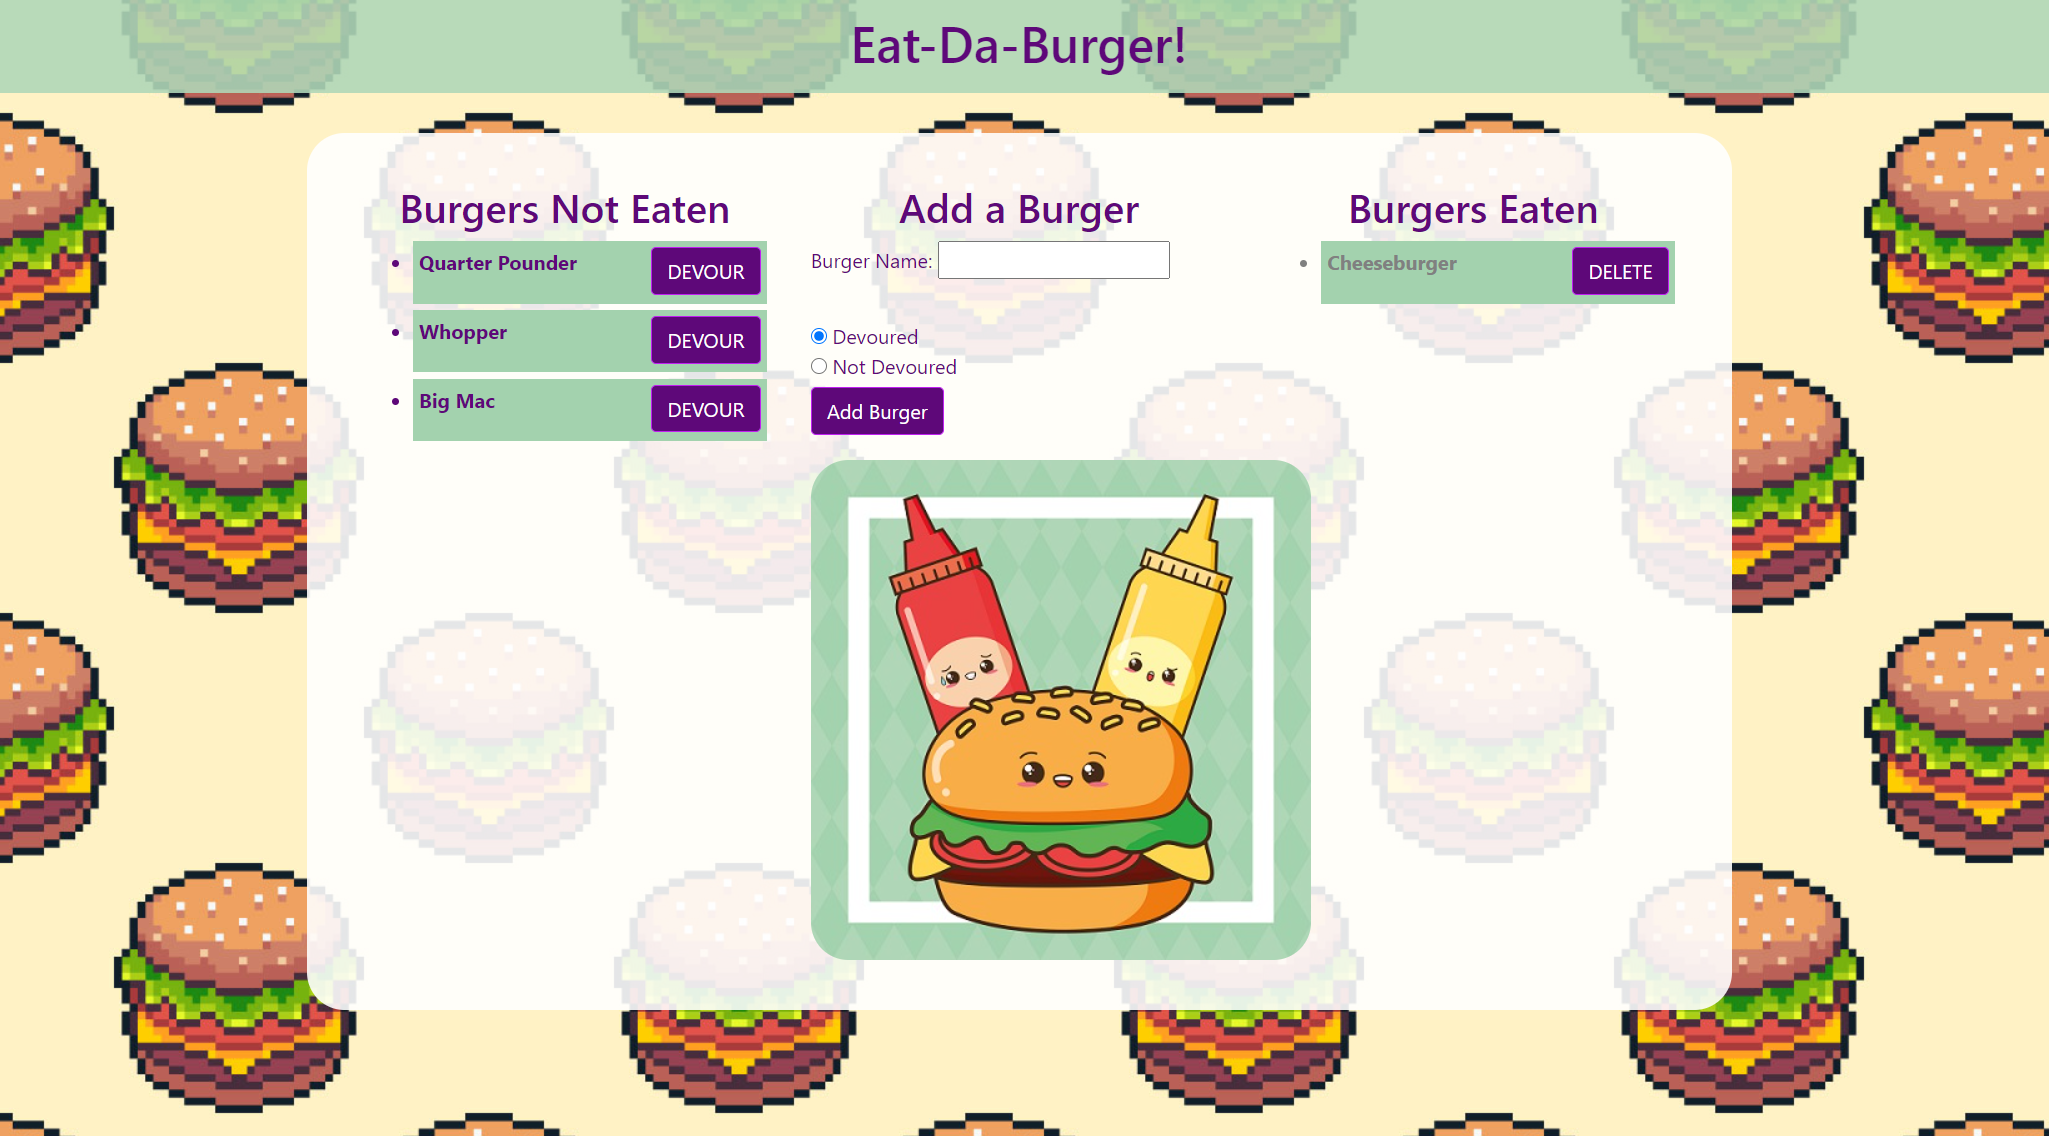 Eat-Da-Burger!
Burgers Not Eaten
Quarter Pounder DEVOUR
Whopper DEVOUR
Big Mac DEVOUR
Add a Burger
Burger Name:
Devoured
Not Devoured
Add Burger
Burgers Eaten
Cheeseburger DELETE